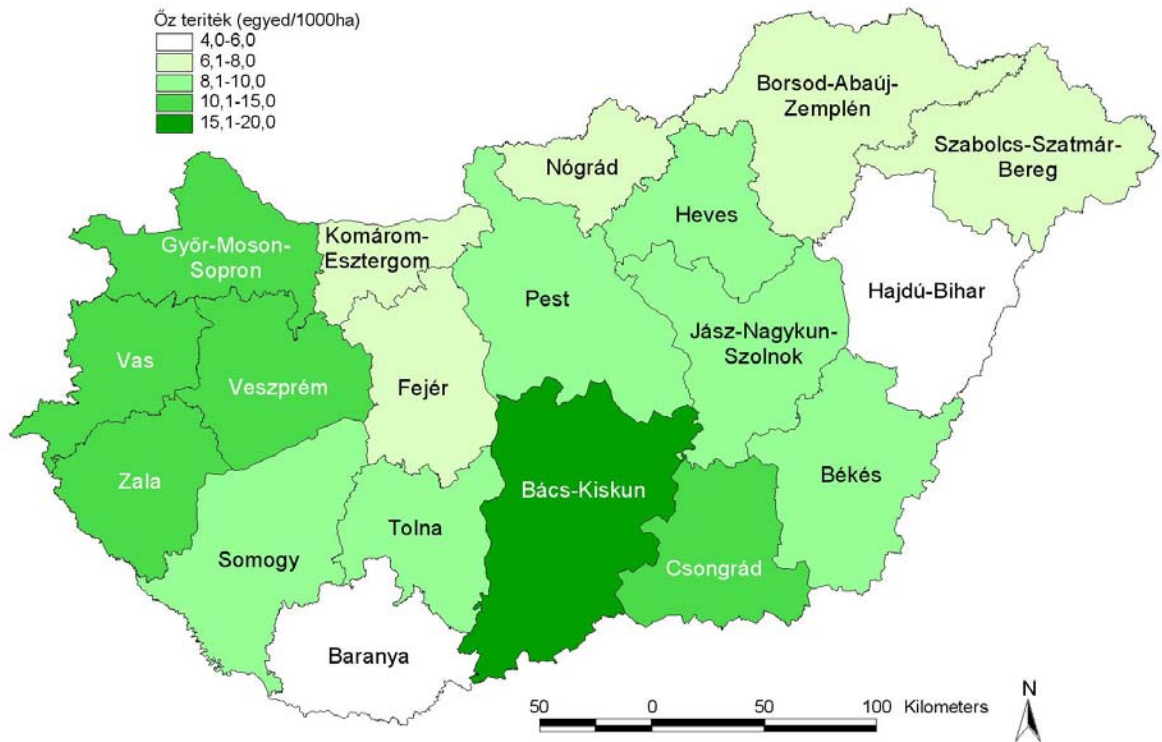 Őz teríték (egyed/1000ha)
4,0-6,0
6,1-8,0
8,1-10,0
10,1-15,0
15,1-20,0
Borsod-Abaúj-
Zemplén
Szabolcs-Szatmár-
Bereg
Nógrád
Heves
Győr-Moson-
Sopron
Komárom-
Esztergom
Pest
Hajdú-Bihar
Jász-Nagykun-
Szolnok
Vas
Veszprém
Fejér
Zala
Bács-Kiskun
Békés
Tolna
Somogy
Csongrád
Baranya
N
50 0 50 100 Kilometers